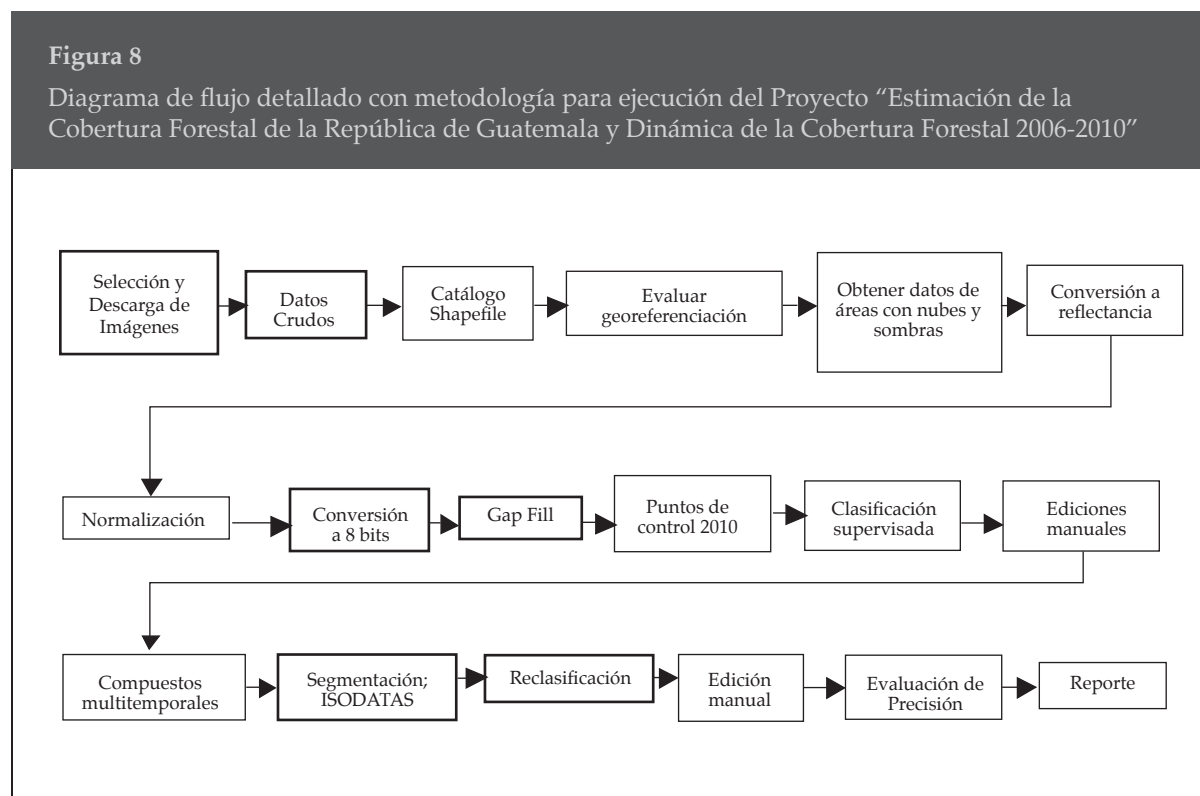 Figura 8
Diagrama de flujo detallado con metodología para ejecución del Proyecto “Estimación de la
Cobertura Forestal de la República de Guatemala y Dinámica de la Cobertura Forestal 2006-2010”
Selección y
Descarga de
Imágenes
Datos
Crudos
Catálogo
Shapefile
Evaluar
georeferenciación
Obtener datos de
áreas con nubes y
sombras
Conversión a
reflectancia
Normalización
Conversión
a 8 bits
Gap Fill
Puntos de
control 2010
Clasificación
supervisada
Ediciones
manuales
Compuestos
multitemporales
Segmentación;
ISODATAS
Reclasificación
Edición
manual
Evaluación de
Precisión
Reporte